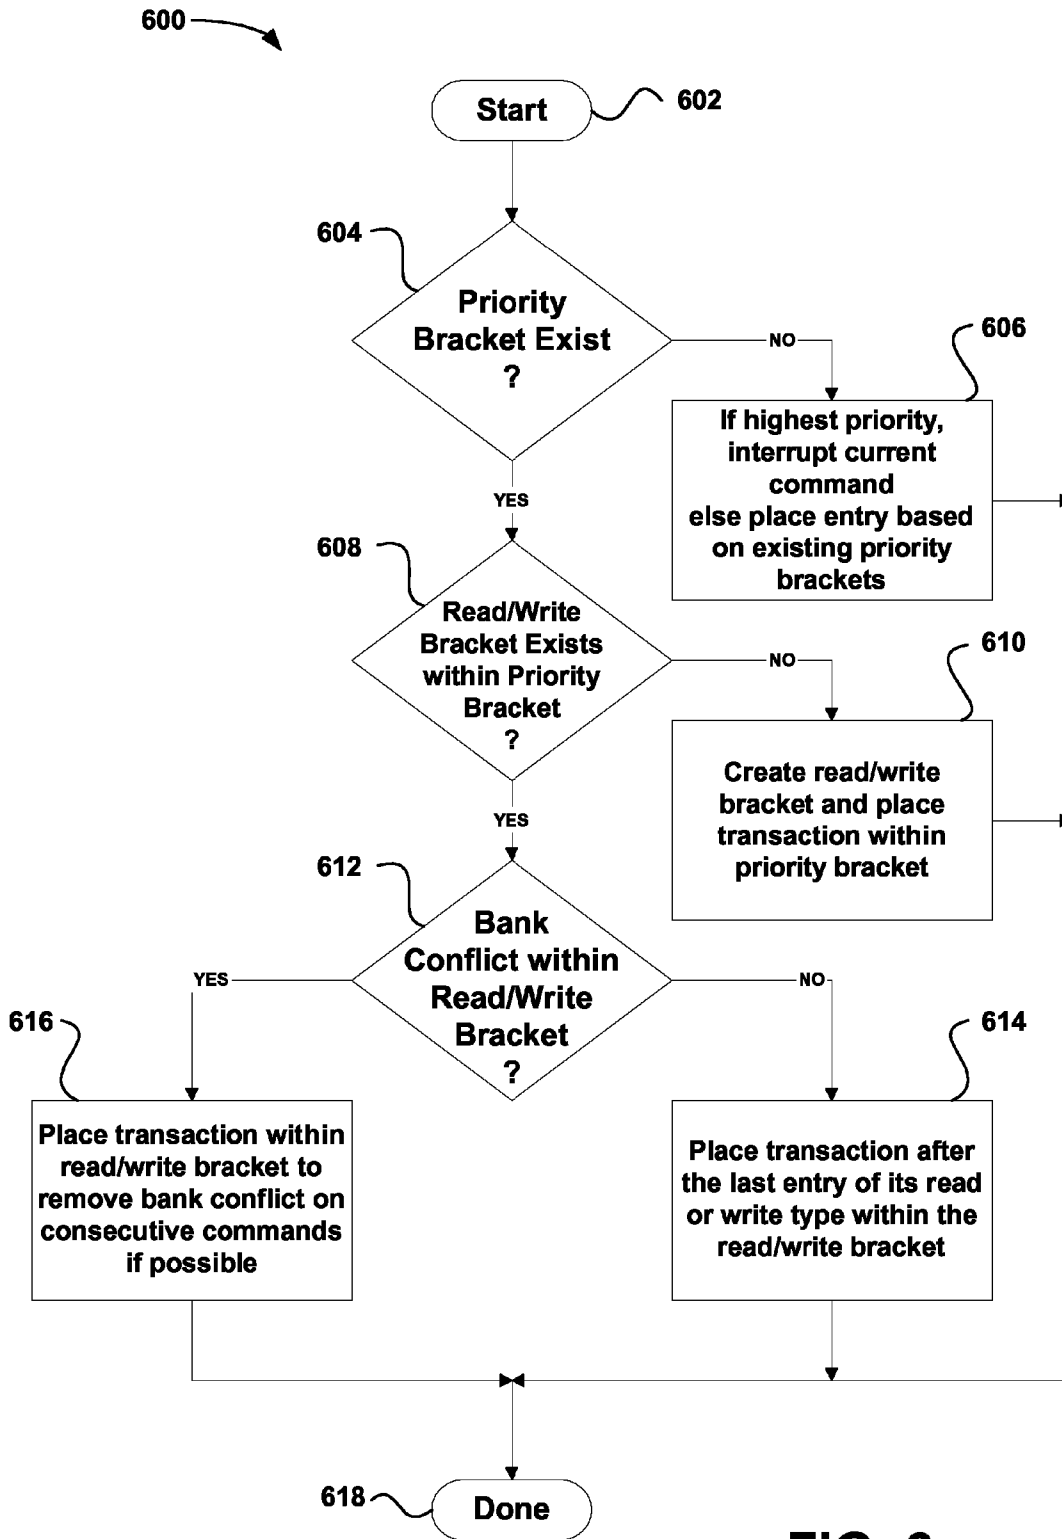 600
Start
602
604
Priority
Bracket Exist
?
NO
606
If highest priority,
interrupt current
command
else place entry based
on existing priority
brackets
YES
608
Read/Write
Bracket Exists
within Priority
Bracket
?
NO
610
Create read/write
bracket and place
transaction within
priority bracket
YES
612
Bank
Conflict within
Read/Write
Bracket
?
YES
NO
616
Place transaction within
read/write bracket to
remove bank conflict on
consecutive commands
if possible
614
Place transaction after
the last entry of its read
or write type within the
read/write bracket
618
Done